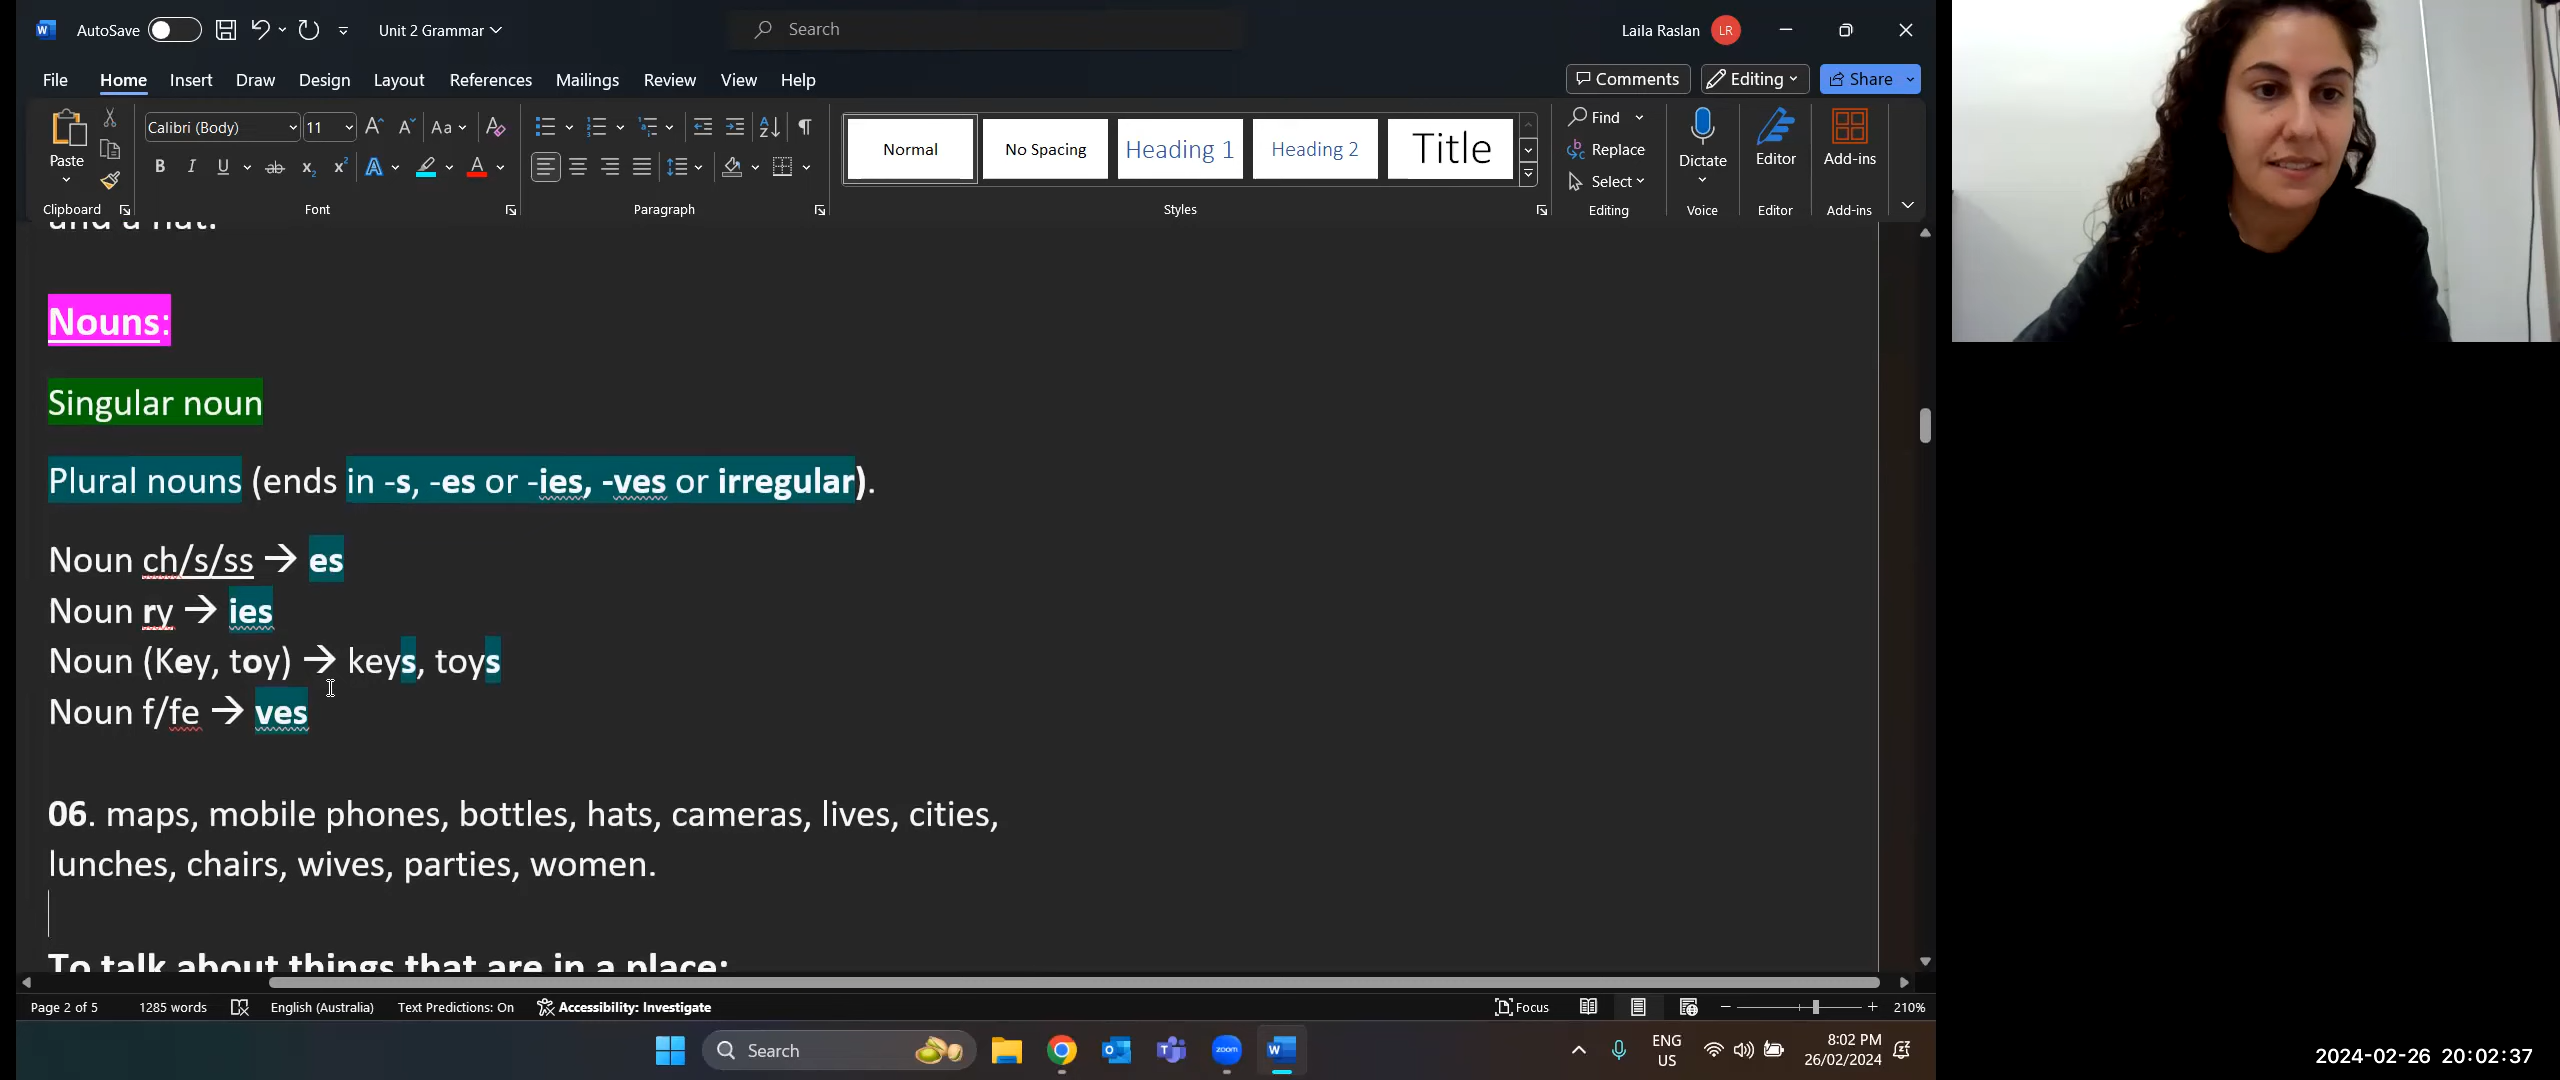 AutoSave
Unit 2 Grammar
Search
Laila Raslan
LR
File Home Insert Draw Design Layout References Mailings Review View Help
Comments Editing Share
Paste
Calibri (Body) 11
Normal
No Spacing
Heading 1
Heading 2
Title
Find
Replace
Select
Dictate
Editor
Add-ins
Clipboard Font Paragraph Styles Editing Voice Editor Add-ins
and a hat.
Nouns:
Singular noun
Plural nouns (ends in -s, -es or -ies, -ves or irregular).
Noun ch/s/ss → es
Noun ry → ies
Noun (Key, toy) → keys, toys
Noun f/fe → ves
06. maps, mobile phones, bottles, hats, cameras, lives, cities,
lunches, chairs, wives, parties, women.
To talk about things that are in a place:
Page 2 of 5 1285 words English (Australia) Text Predictions: On Accessibility: Investigate Focus 210%
Search
zoom
ENG
US
8:02 PM
26/02/2024
2024-02-26 20:02:37